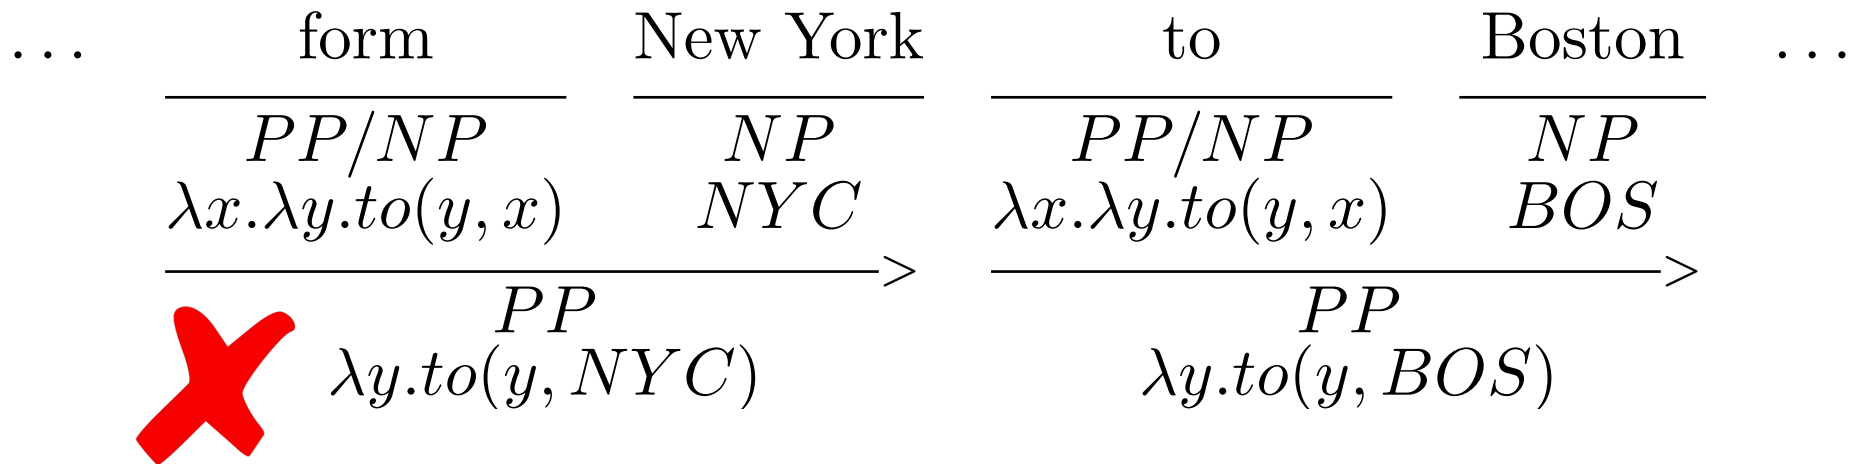 … form New York to Boston …
PP/NP NP PP/NP NP
λx.λy.to(y, x) NYC λx.λy.to(y, x) BOS
> >
PP PP
λy.to(y, NYC) λy.to(y, BOS)